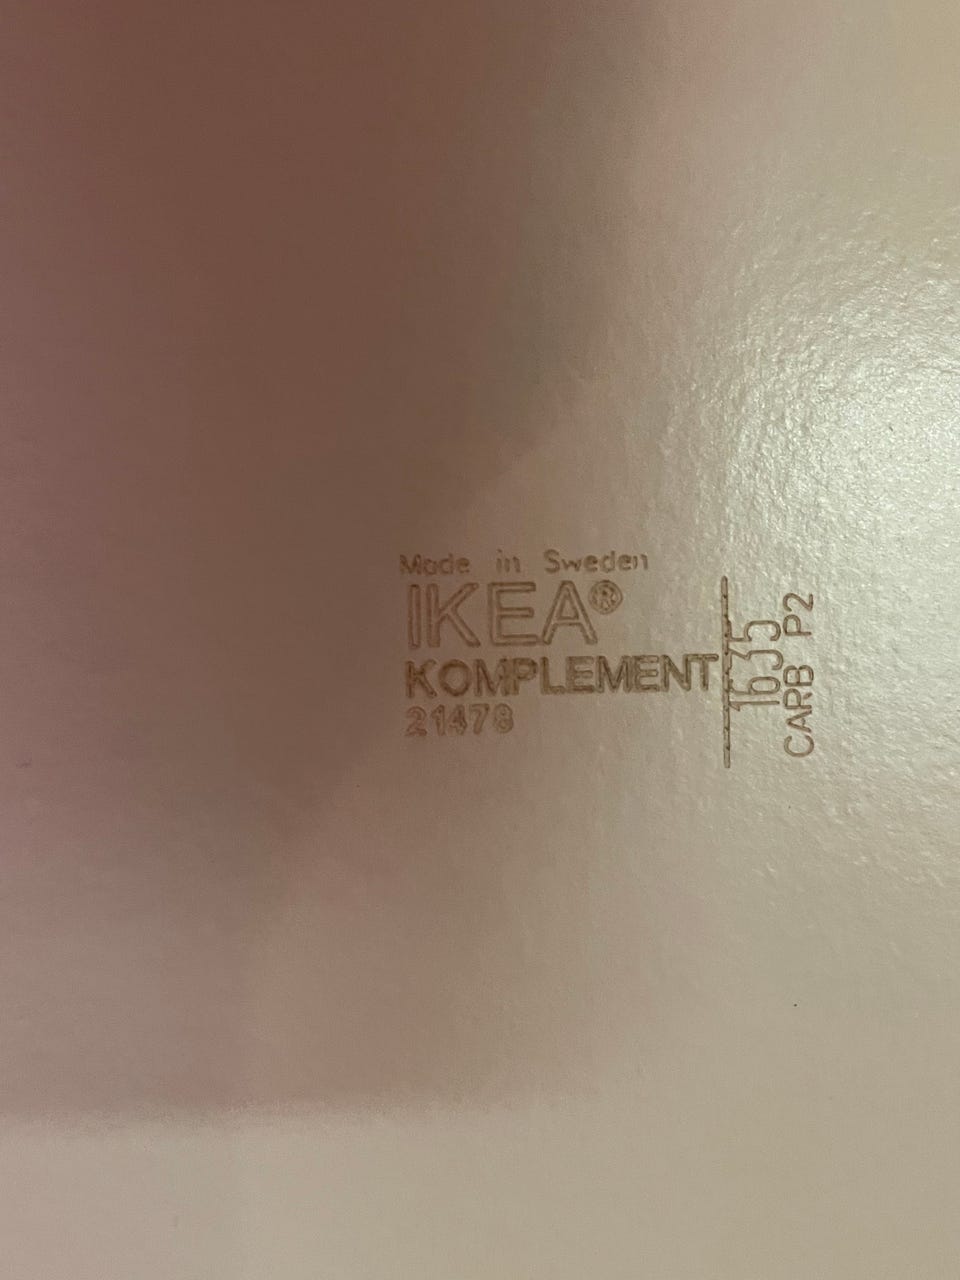 Made in Sweden
IKEA®
KOMPLEMENT
21478
1635
CARB P2